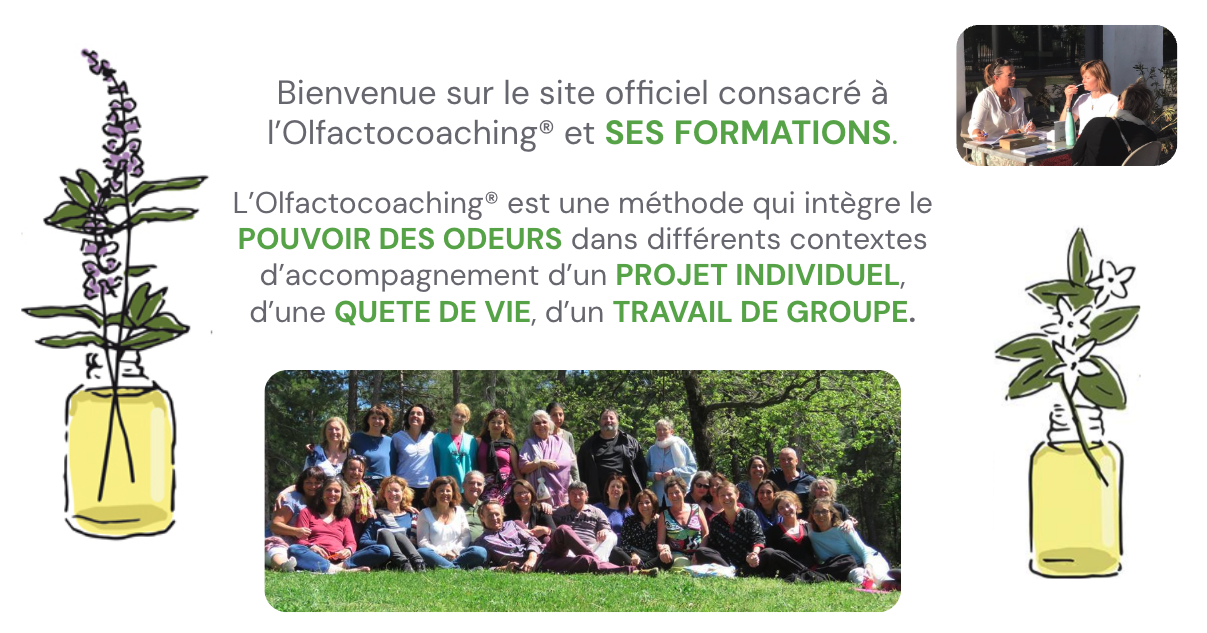 Bienvenue sur le site officiel consacré à
l'Olfactocoaching® et SES FORMATIONS.
L'Olfactocoaching® est une méthode qui intègre le
POUVOIR DES ODEURS dans différents contextes
d'accompagnement d'un PROJET INDIVIDUEL,
d'une QUETE DE VIE, d'un TRAVAIL DE GROUPE.